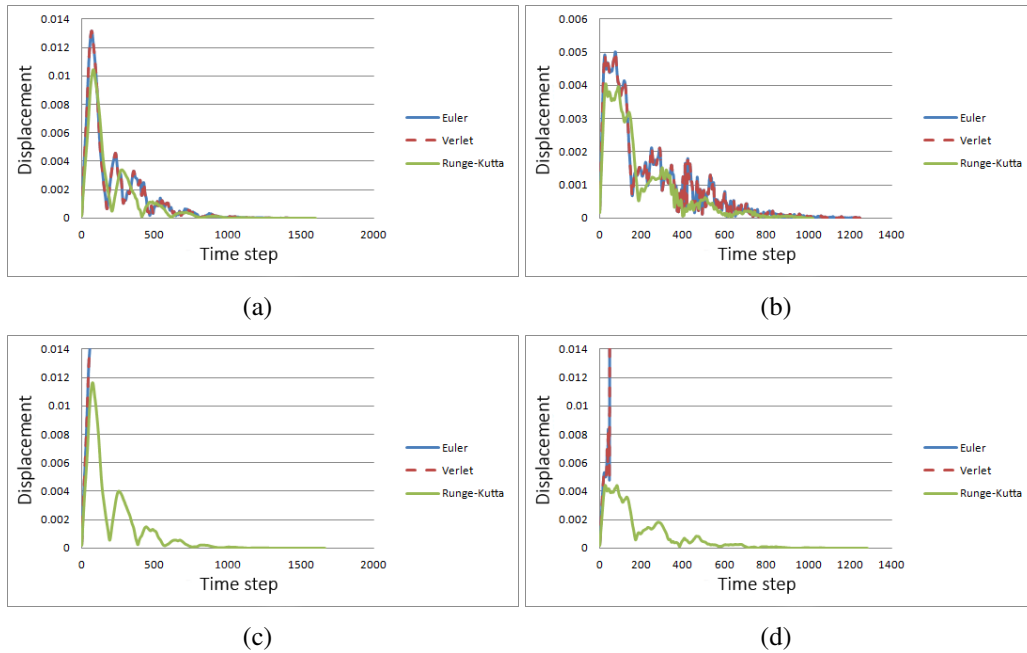 0.014
0.012
0.01
0.008
0.006
0.004
0.002
0
Displacement
0
500
1000
1500
2000
Time step
Euler
Verlet
Runge-Kutta
(a)
0.006
0.005
0.004
0.003
0.002
0.001
0
Displacement
0
200
400
600
800
1000
1200
1400
Time step
Euler
Verlet
Runge-Kutta
(b)
0.014
0.012
0.01
0.008
0.006
0.004
0.002
0
Displacement
0
500
1000
1500
2000
Time step
Euler
Verlet
Runge-Kutta
(c)
0.014
0.012
0.01
0.008
0.006
0.004
0.002
0
Displacement
0
200
400
600
800
1000
1200
1400
Time step
Euler
Verlet
Runge-Kutta
(d)